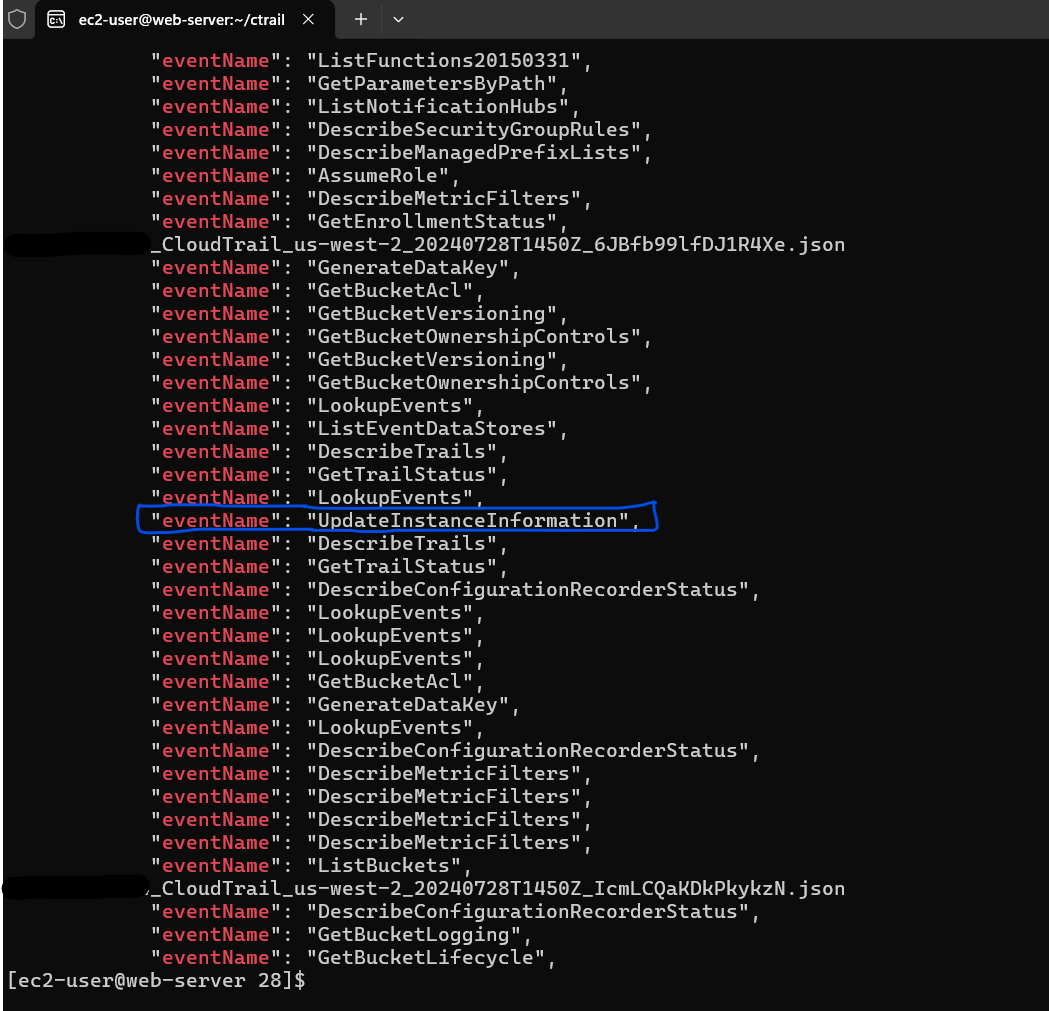 ec2-user@web-server:~/ctrail
"eventName": "ListFunctions20150331",
"eventName": "GetParametersByPath",
"eventName": "ListNotificationHubs",
"eventName": "DescribeSecurityGroupRules",
"eventName": "DescribeManagedPrefixLists",
"eventName": "AssumeRole",
"eventName": "DescribeMetricFilters",
"eventName": "GetEnrollmentStatus",
_CloudTrail_us-west-2_20240728T1450Z_6JBfb99lfDJ1R4Xe.json
"eventName": "GenerateDataKey",
"eventName": "GetBucketAcl",
"eventName": "GetBucketVersioning",
"eventName": "GetBucketOwnershipControls",
"eventName": "GetBucketVersioning",
"eventName": "GetBucketOwnershipControls",
"eventName": "LookupEvents",
"eventName": "ListEventDataStores",
"eventName": "DescribeTrails",
"eventName": "GetTrailStatus",
"eventName": "LookupEvents",
"eventName": "UpdateInstanceInformation",
"eventName": "DescribeTrails",
"eventName": "GetTrailStatus",
"eventName": "DescribeConfigurationRecorderStatus",
"eventName": "LookupEvents",
"eventName": "LookupEvents",
"eventName": "LookupEvents",
"eventName": "GetBucketAcl",
"eventName": "GenerateDataKey",
"eventName": "LookupEvents",
"eventName": "DescribeConfigurationRecorderStatus",
"eventName": "DescribeMetricFilters",
"eventName": "DescribeMetricFilters",
"eventName": "DescribeMetricFilters",
"eventName": "DescribeMetricFilters",
"eventName": "ListBuckets",
_CloudTrail_us-west-2_20240728T1450Z_IcmLCQaKDkPkykzN.json
"eventName": "DescribeConfigurationRecorderStatus",
"eventName": "GetBucketLogging",
"eventName": "GetBucketLifecycle",
[ec2-user@web-server 28]$